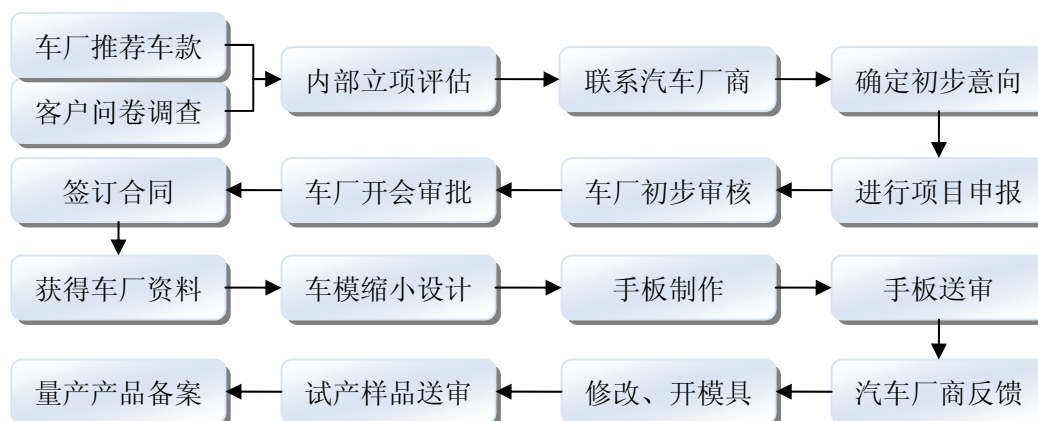 车厂推荐车款
客户问卷调查
内部立项评估
联系汽车厂商
确定初步意向
进行项目申报
车厂初步审核
车厂开会审批
签订合同
获得车厂资料
车模缩小设计
手板制作
手板送审
汽车厂商反馈
修改、开模具
试产样品送审
量产产品备案